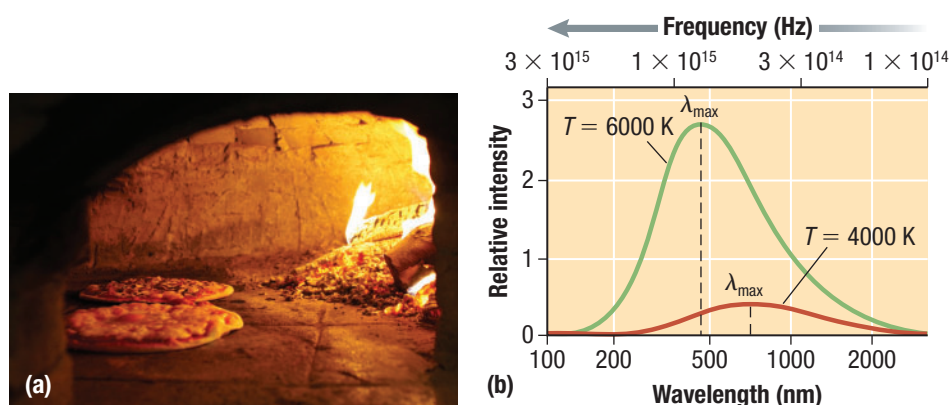 Frequency (Hz)
3 × 10¹⁵ 1 × 10¹⁵ 3 × 10¹⁴ 1 × 10¹⁴
3
λmax
T = 6000 K
2
Relative intensity
T = 4000 K
1
λmax
0
100 200 500 1000 2000
(a)
(b)
Wavelength (nm)